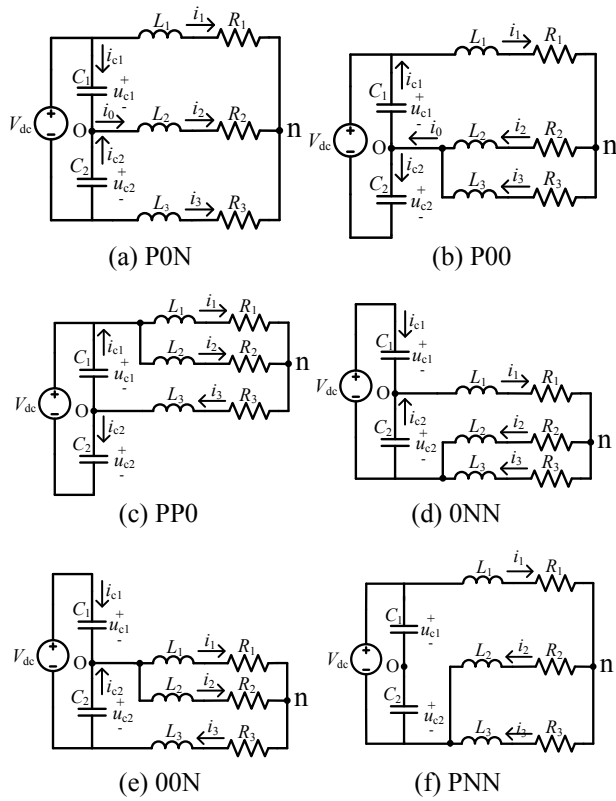 L1 i1 R1
ic1
C1 + uc1 -
Vdc
O i0 L2 i2 R2 n
C2 ic2 + uc2 -
L3 i3 R3
(a) P0N
L1 i1 R1
ic1
C1 + uc1 -
Vdc
O i0 L2 i2 R2 n
ic2 L3 i3 R3
C2 + uc2 -
(b) P00
L1 i1 R1
ic1 n
C1 + uc1 - L2 i2 R2
Vdc
O L3 i3 R3
ic2
C2 + uc2 -
(c) PP0
ic1
C1 + uc1 -
Vdc
O L1 i1 R1
ic2
C2 + uc2 - L2 i2 R2 n
L3 i3 R3
(d) 0NN
ic1
C1 + uc1 -
Vdc
O L1 i1 R1
ic2
C2 + uc2 - L2 i2 R2 n
L3 i3 R3
(e) 00N
L1 i1 R1
C1 + uc1 -
Vdc
O L2 i2 R2 n
C2 + uc2 -
L3 i3 R3
(f) PNN